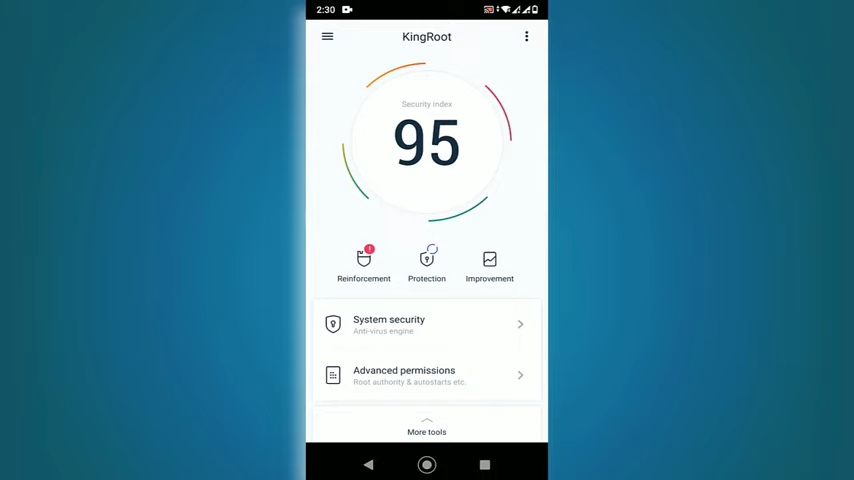 2:30
KingRoot
Security index
95
!
Reinforcement
Protection
Improvement
System security
Anti-virus engine
Advanced permissions
Root authority & autostarts etc.
More tools